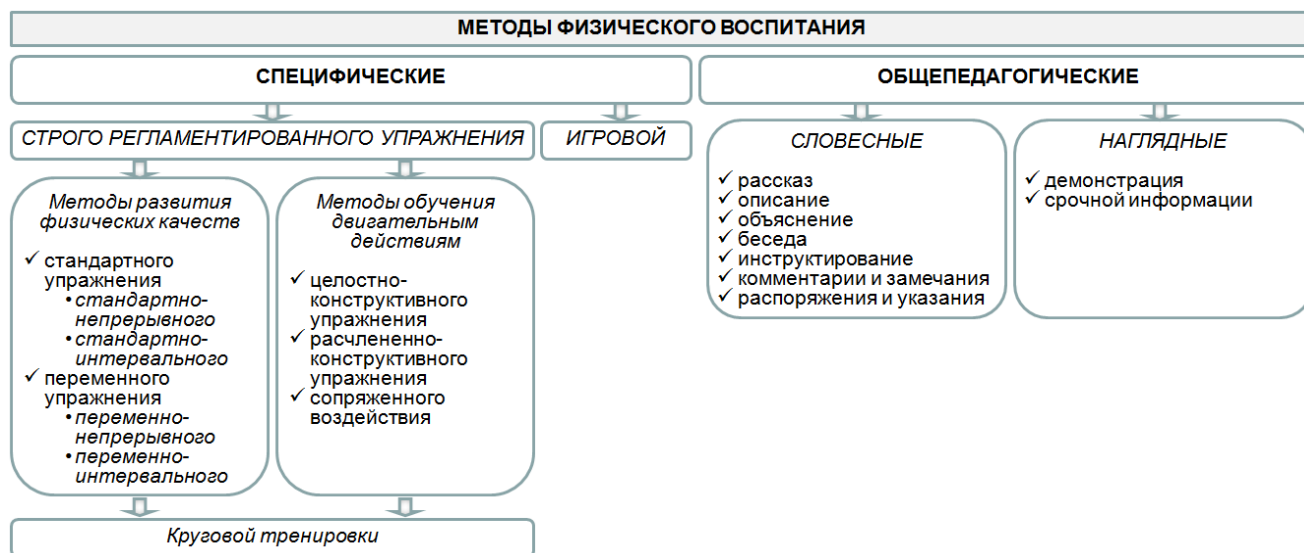 МЕТОДЫ ФИЗИЧЕСКОГО ВОСПИТАНИЯ
СПЕЦИФИЧЕСКИЕ
ОБЩЕПЕДАГОГИЧЕСКИЕ
СТРОГО РЕГЛАМЕНТИРОВАННОГО УПРАЖНЕНИЯ
ИГРОВОЙ
Методы развития
физических качеств
✓ стандартного
упражнения
• стандартно-
непрерывного
• стандартно-
интервального
✓ переменного
упражнения
• переменно-
непрерывного
• переменно-
интервального
Методы обучения
двигательным
действиям
✓ целостно-
конструктивного
упражнения
✓ расчлененно-
конструктивного
упражнения
✓ сопряженного
воздействия
Круговой тренировки
СЛОВЕСНЫЕ
✓ рассказ
✓ описание
✓ объяснение
✓ беседа
✓ инструктирование
✓ комментарии и замечания
✓ распоряжения и указания
НАГЛЯДНЫЕ
✓ демонстрация
✓ срочной информации